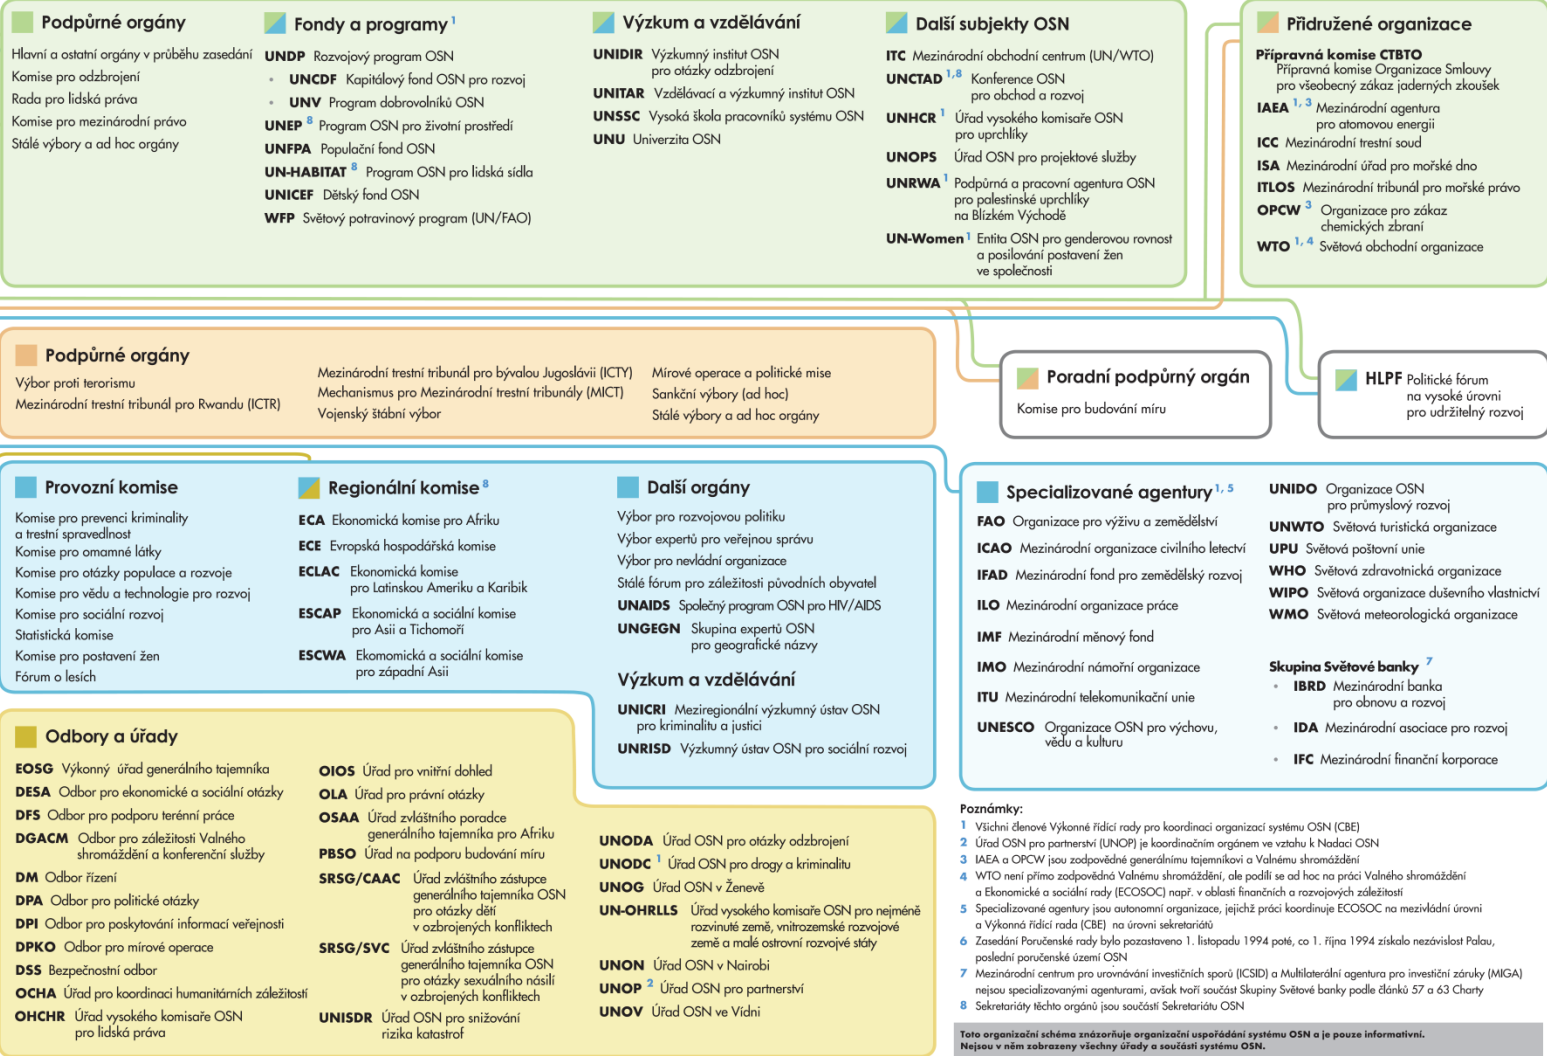 Podpůrné orgány
Hlavní a ostatní orgány v průběhu zasedání
Komise pro odzbrojení
Rada pro lidská práva
Komise pro mezinárodní právo
Stálé výbory a ad hoc orgány
Fondy a programy 1
UNDP Rozvojový program OSN
• UNCDF Kapitálový fond OSN pro rozvoj
• UNV Program dobrovolníků OSN
UNEP 8 Program OSN pro životní prostředí
UNFPA Populační fond OSN
UN-HABITAT 8 Program OSN pro lidská sídla
UNICEF Dětský fond OSN
WFP Světový potravinový program (UN/FAO)
Výzkum a vzdělávání
UNIDIR Výzkumný institut OSN
pro otázky odzbrojení
UNITAR Vzdělávací a výzkumný institut OSN
UNSSC Vysoká škola pracovníků systému OSN
UNU Univerzita OSN
Další subjekty OSN
ITC Mezinárodní obchodní centrum (UN/WTO)
UNCTAD 1,8 Konference OSN
pro obchod a rozvoj
UNHCR 1 Úřad vysokého komisaře OSN
pro uprchlíky
UNOPS Úřad OSN pro projektové služby
UNRWA 1 Podpůrná a pracovní agentura OSN
pro palestinské uprchlíky
na Blízkém Východě
UN-Women 1 Entita OSN pro genderovou rovnost
a posilování postavení žen
ve společnosti
Přidružené organizace
Přípravná komise CTBTO
Přípravná komise Organizace Smlouvy
pro všeobecný zákaz jaderných zkoušek
IAEA 1, 3 Mezinárodní agentura
pro atomovou energii
ICC Mezinárodní trestní soud
ISA Mezinárodní úřad pro mořské dno
ITLOS Mezinárodní tribunál pro mořské právo
OPCW 3 Organizace pro zákaz
chemických zbraní
WTO 1, 4 Světová obchodní organizace
Podpůrné orgány
Výbor proti terorismu
Mezinárodní trestní tribunál pro Rwandu (ICTR)
Mezinárodní trestní tribunál pro bývalou Jugoslávii (ICTY)
Mechanismus pro Mezinárodní trestní tribunály (MICT)
Vojenský štábní výbor
Mírové operace a politické mise
Sankční výbory (ad hoc)
Stálé výbory a ad hoc orgány
Poradní podpůrný orgán
Komise pro budování míru
HLPF Politické fórum
na vysoké úrovni
pro udržitelný rozvoj
Provozní komise
Komise pro prevenci kriminality
a trestní spravedlnost
Komise pro omamné látky
Komise pro otázky populace a rozvoje
Komise pro vědu a technologie pro rozvoj
Komise pro sociální rozvoj
Statistická komise
Komise pro postavení žen
Fórum o lesích
Regionální komise 8
ECA Ekonomická komise pro Afriku
ECE Evropská hospodářská komise
ECLAC Ekonomická komise
pro Latinskou Ameriku a Karibik
ESCAP Ekonomická a sociální komise
pro Asii a Tichomoří
ESCWA Ekomomická a sociální komise
pro západní Asii
Další orgány
Výbor pro rozvojovou politiku
Výbor expertů pro veřejnou správu
Výbor pro nevládní organizace
Stálé fórum pro záležitosti původních obyvatel
UNAIDS Společný program OSN pro HIV/AIDS
UNGEGN Skupina expertů OSN
pro geografické názvy
Výzkum a vzdělávání
UNICRI Meziregionální výzkumný ústav OSN
pro kriminalitu a justici
UNRISD Výzkumný ústav OSN pro sociální rozvoj
Specializované agentury 1, 5
FAO Organizace pro výživu a zemědělství
ICAO Mezinárodní organizace civilního letectví
IFAD Mezinárodní fond pro zemědělský rozvoj
ILO Mezinárodní organizace práce
IMF Mezinárodní měnový fond
IMO Mezinárodní námořní organizace
ITU Mezinárodní telekomunikační unie
UNESCO Organizace OSN pro výchovu,
vědu a kulturu
UNIDO Organizace OSN
pro průmyslový rozvoj
UNWTO Světová turistická organizace
UPU Světová poštovní unie
WHO Světová zdravotnická organizace
WIPO Světová organizace duševního vlastnictví
WMO Světová meteorologická organizace
Skupina Světové banky 7
• IBRD Mezinárodní banka
pro obnovu a rozvoj
• IDA Mezinárodní asociace pro rozvoj
• IFC Mezinárodní finanční korporace
Odbory a úřady
EOSG Výkonný úřad generálního tajemníka
DESA Odbor pro ekonomické a sociální otázky
DFS Odbor pro podporu terénní práce
DGACM Odbor pro záležitosti Valného
shromáždění a konferenční služby
DM Odbor řízení
DPA Odbor pro politické otázky
DPI Odbor pro poskytování informací veřejnosti
DPKO Odbor pro mírové operace
DSS Bezpečnostní odbor
OCHA Úřad pro koordinaci humanitárních záležitostí
OHCHR Úřad vysokého komisaře OSN
pro lidská práva
OIOS Úřad pro vnitřní dohled
OLA Úřad pro právní otázky
OSAA Úřad zvláštního poradce
generálního tajemníka pro Afriku
PBSO Úřad na podporu budování míru
SRSG/CAAC Úřad zvláštního zástupce
generálního tajemníka OSN
pro otázky dětí
v ozbrojených konfliktech
SRSG/SVC Úřad zvláštního zástupce
generálního tajemníka OSN
pro otázky sexuálního násilí
v ozbrojených konfliktech
UNISDR Úřad OSN pro snižování
rizika katastrof
UNODA Úřad OSN pro otázky odzbrojení
UNODC 1 Úřad OSN pro drogy a kriminalitu
UNOG Úřad OSN v Ženevě
UN-OHRLLS Úřad vysokého komisaře OSN pro nejméně
rozvinuté země, vnitrozemské rozvojové
země a malé ostrovní rozvojové státy
UNON Úřad OSN v Nairobi
UNOP 2 Úřad OSN pro partnerství
UNOV Úřad OSN ve Vídni
Poznámky:
1 Všichni členové Výkonné řídící rady pro koordinaci organizací systému OSN (CBE)
2 Úřad OSN pro partnerství (UNOP) je koordinačním orgánem ve vztahu k Nadaci OSN
3 IAEA a OPCW jsou zodpovědné generálnímu tajemníkovi a Valnému shromáždění
4 WTO není přímo zodpovědná Valnému shromáždění, ale podílí se ad hoc na práci Valného shromáždění
a Ekonomické a sociální rady (ECOSOC) např. v oblasti finančních a rozvojových záležitostí
5 Specializované agentury jsou autonomní organizace, jejichž práci koordinuje ECOSOC na mezivládní úrovni
a Výkonná řídící rada (CBE) na úrovni sekretariátů
6 Zasedání Poručenské rady bylo pozastaveno 1. listopadu 1994 poté, co 1. října 1994 získalo nezávislost Palau,
poslední poručenské území OSN
7 Mezinárodní centrum pro urovnávání investičních sporů (ICSID) a Multilaterální agentura pro investiční záruky (MIGA)
nejsou specializovanými agenturami, avšak tvoří součást Skupiny Světové banky podle článků 57 a 63 Charty
8 Sekretariáty těchto orgánů jsou součástí Sekretariátu OSN
Toto organizační schéma znázorňuje organizační uspořádání systému OSN a je pouze informativní.
Nejsou v něm zobrazeny všechny úřady a součásti systému OSN.